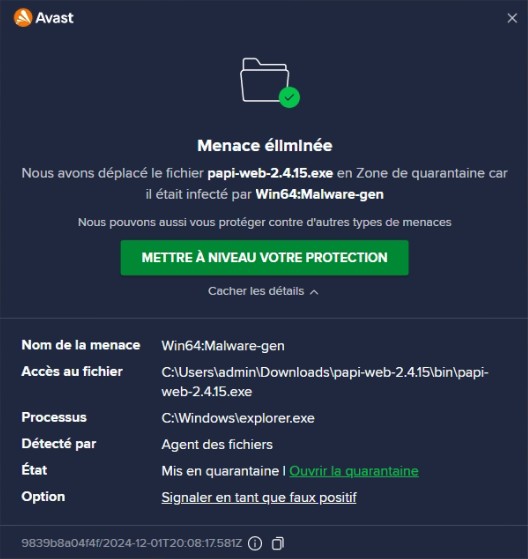 Avast
Menace éliminée
Nous avons déplacé le fichier papi-web-2.4.15.exe en Zone de quarantaine car
il était infecté par Win64:Malware-gen
Nous pouvons aussi vous protéger contre d'autres types de menaces
METTRE À NIVEAU VOTRE PROTECTION
Cacher les détails
Nom de la menace Win64:Malware-gen
Accès au fichier C:\Users\admin\Downloads\papi-web-2.4.15\bin\papi-
web-2.4.15.exe
Processus C:\Windows\explorer.exe
Détecté par Agent des fichiers
État Mis en quarantaine | Ouvrir la quarantaine
Option Signaler en tant que faux positif
9839b8a04f4f/2024-12-01T20:08:17.581Z